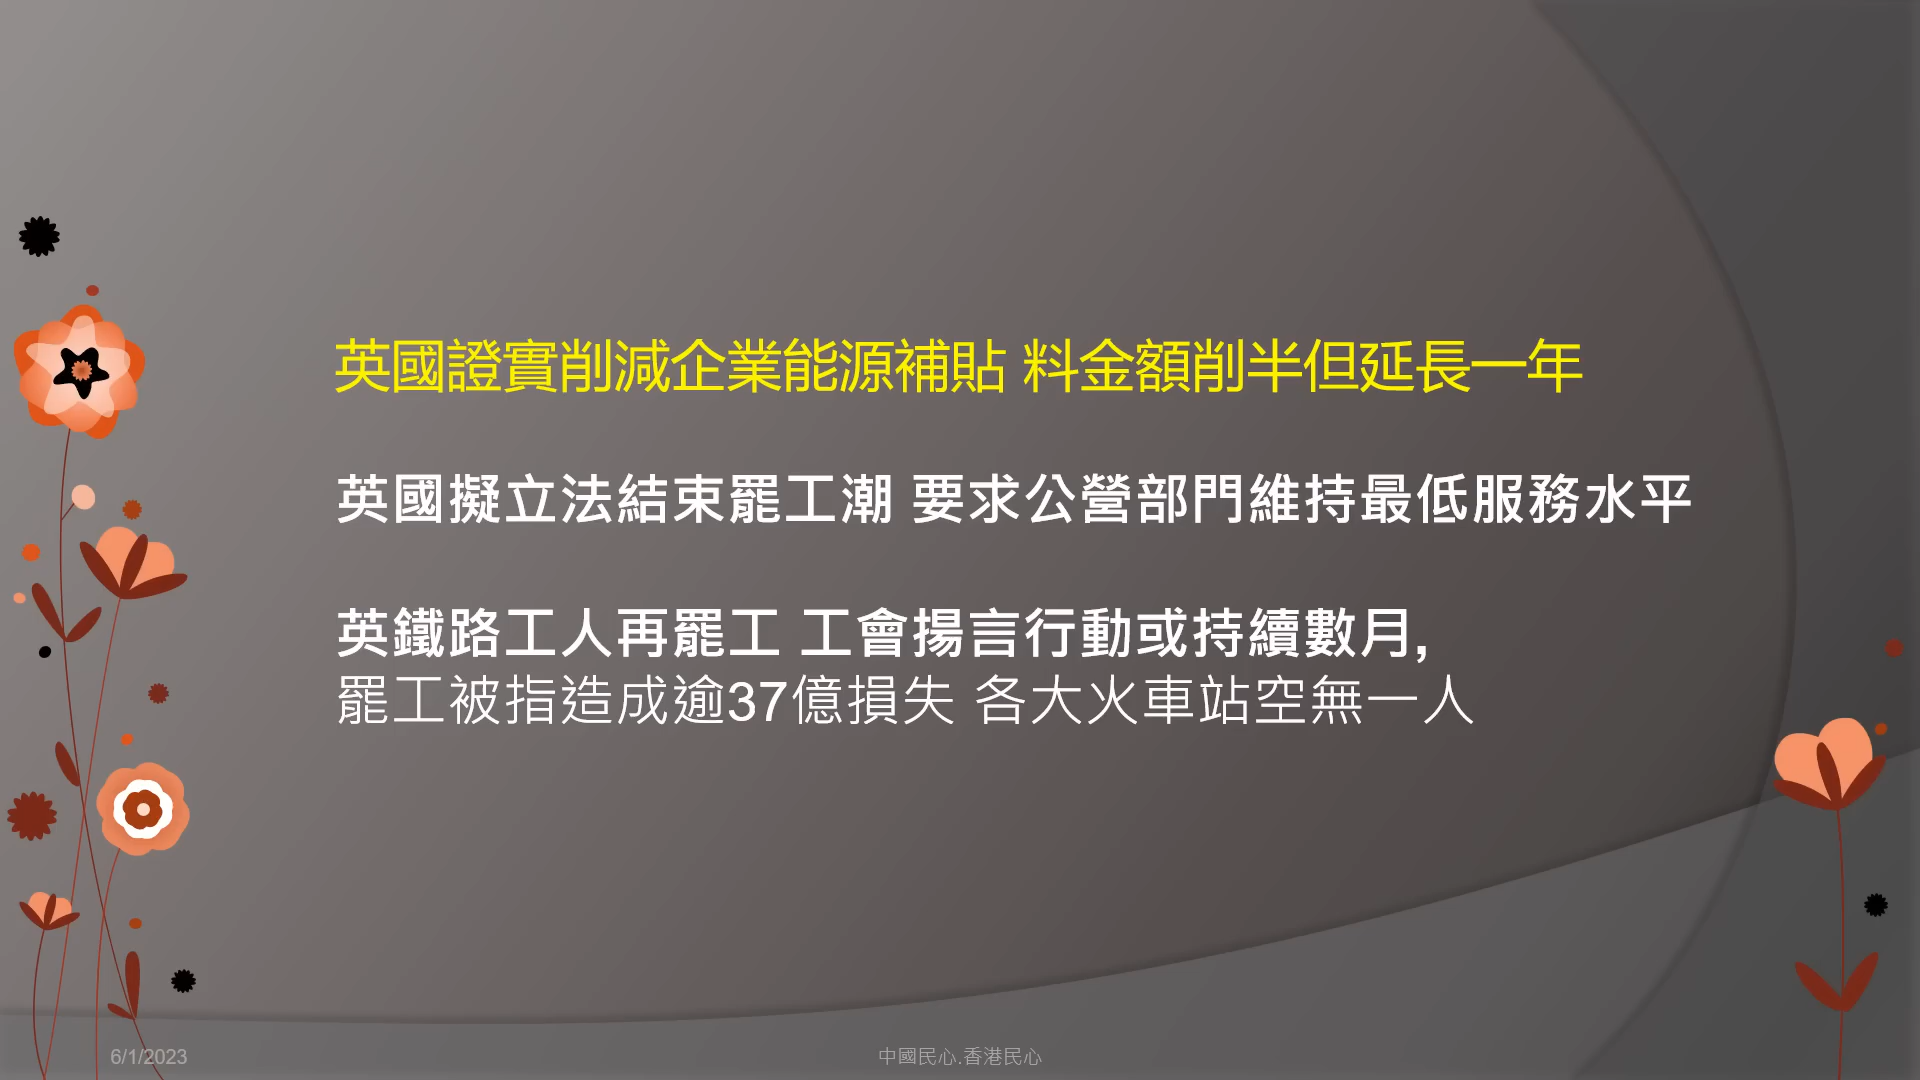 英國證實削減企業能源補貼 料金額削半但延長一年
英國擬立法結束罷工潮 要求公營部門維持最低服務水平
英鐵路工人再罷工 工會揚言行動或持續數月,
罷工被指造成逾37億損失 各大火車站空無一人
6/1/2023
中國民心.香港民心